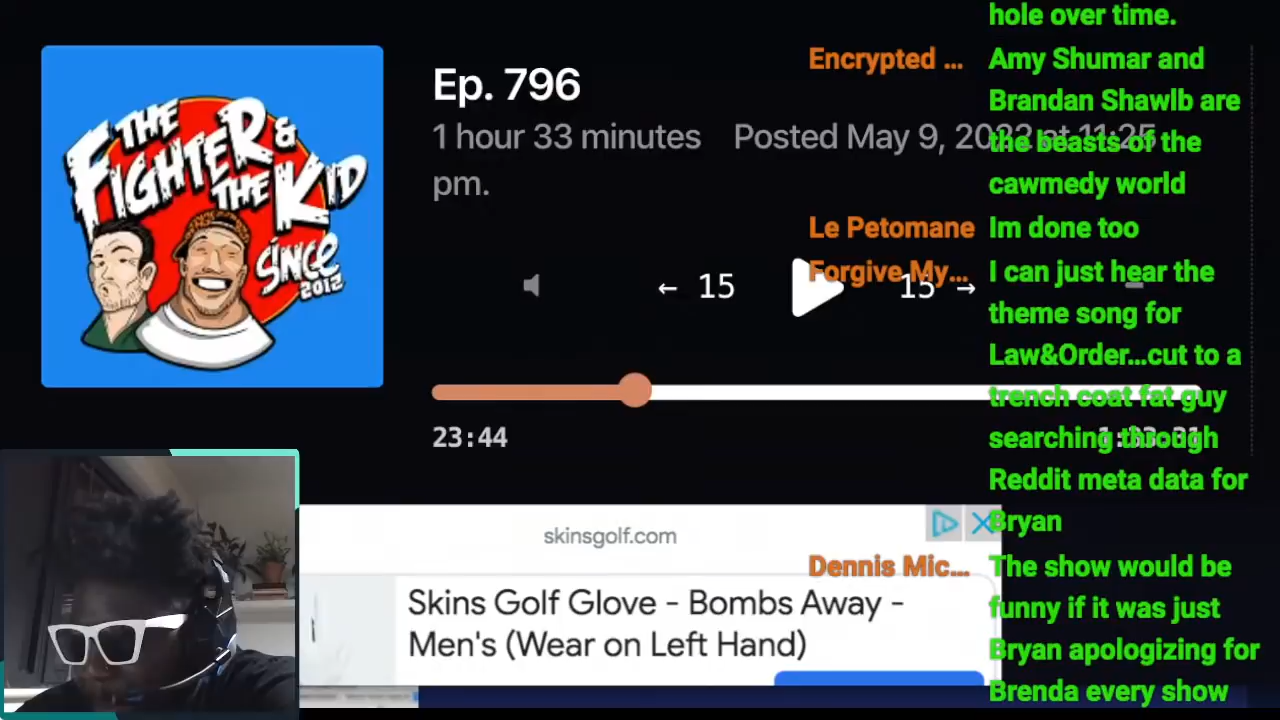 THE
FIGHTER &
THE KID
SINCE
2012
Ep. 796
1 hour 33 minutes Posted May 9, 2022 at 11:25
pm.
← 15
15 →
23:44
1:33:31
skinsgolf.com
Skins Golf Glove - Bombs Away -
Men's (Wear on Left Hand)
hole over time.
Encrypted ... Amy Shumar and
Brandan Shawlb are
the beasts of the
cawmedy world
Le Petomane Im done too
Forgive My... I can just hear the
theme song for
Law&Order...cut to a
trench coat fat guy
searching through
Reddit meta data for
Bryan
Dennis Mic... The show would be
funny if it was just
Bryan apologizing for
Brenda every show